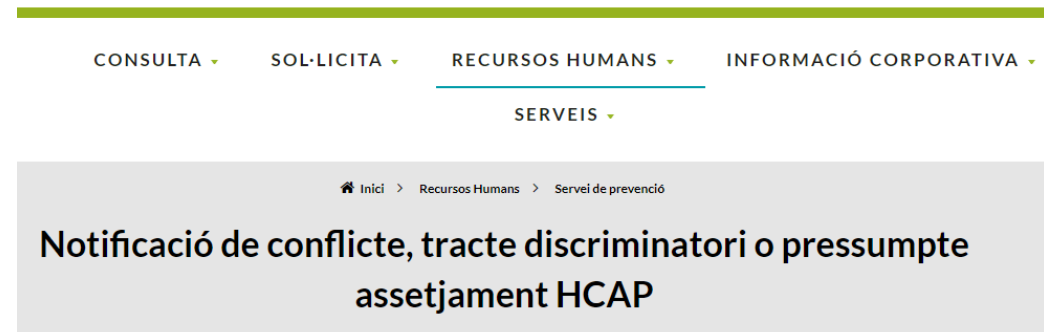 CONSULTA SOL·LICITA RECURSOS HUMANS INFORMACIÓ CORPORATIVA
SERVEIS
Inici > Recursos Humans > Servei de prevenció
Notificació de conflicte, tracte discriminatori o pressumpte
assetjament HCAP